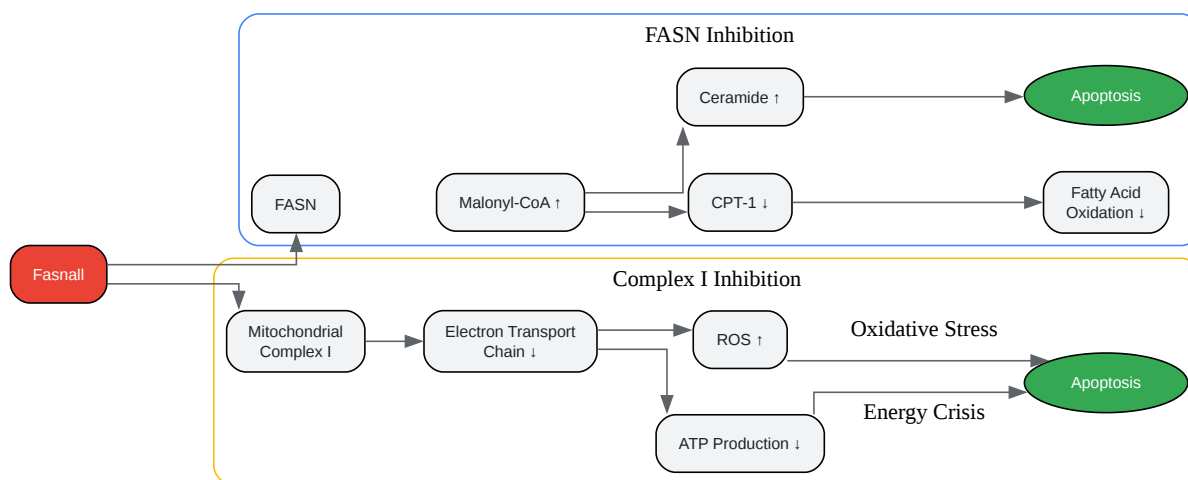 FASN Inhibition
Ceramide ↑
Apoptosis
FASN
Malonyl-CoA ↑
CPT-1 ↓
Fatty Acid
Oxidation ↓
Fasnall
Complex I Inhibition
Mitochondrial
Complex I
Electron Transport
Chain ↓
ROS ↑
Oxidative Stress
Apoptosis
Energy Crisis
ATP Production ↓